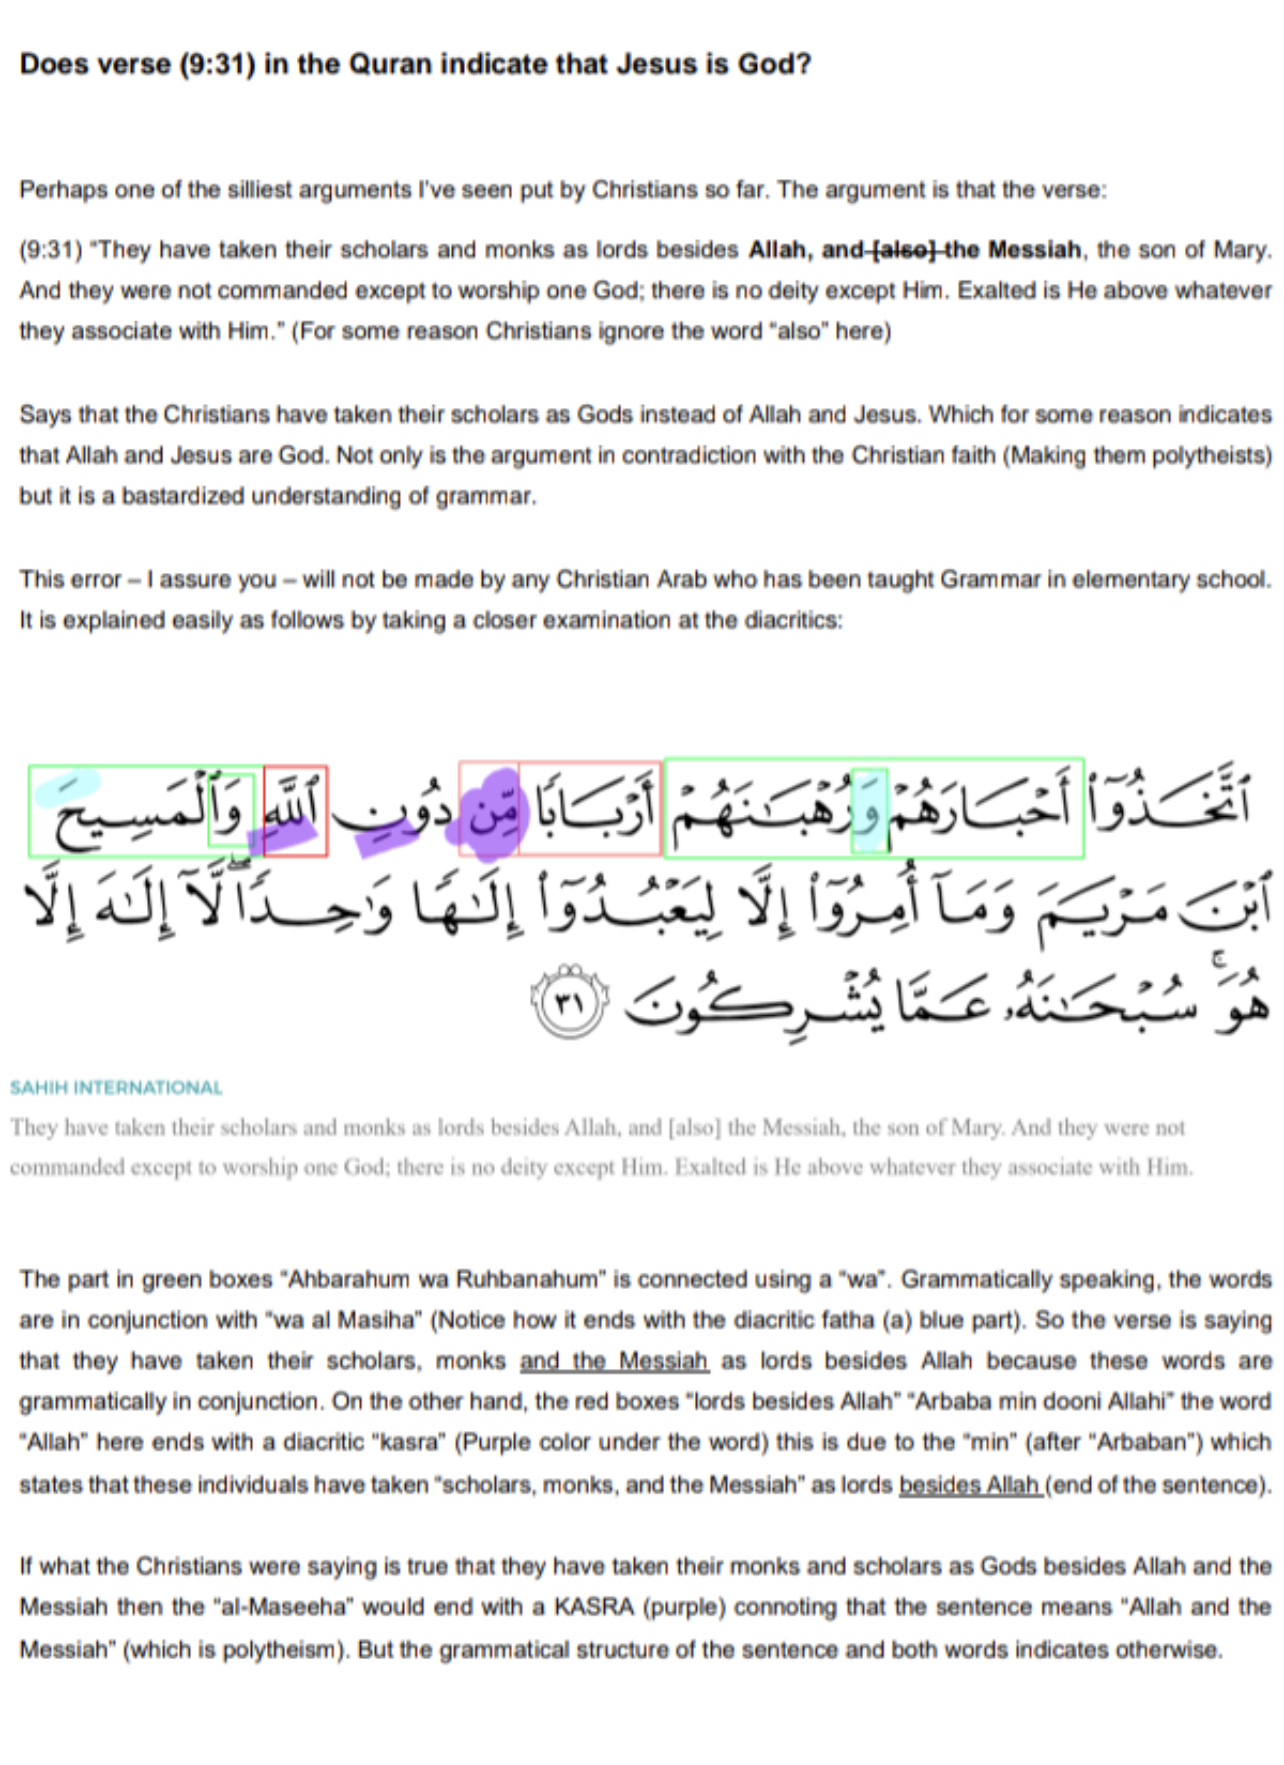 Does verse (9:31) in the Quran indicate that Jesus is God?
Perhaps one of the silliest arguments I've seen put by Christians so far. The argument is that the verse:
(9:31) "They have taken their scholars and monks as lords besides Allah, and [also] the Messiah, the son of Mary.
And they were not commanded except to worship one God; there is no deity except Him. Exalted is He above whatever
they associate with Him." (For some reason Christians ignore the word "also" here)
Says that the Christians have taken their scholars as Gods instead of Allah and Jesus. Which for some reason indicates
that Allah and Jesus are God. Not only is the argument in contradiction with the Christian faith (Making them polytheists)
but it is a bastardized understanding of grammar.
This error – I assure you – will not be made by any Christian Arab who has been taught Grammar in elementary school.
It is explained easily as follows by taking a closer examination at the diacritics:
ٱتَّخَذُوٓا۟ أَحْبَارَهُمْ وَرُهْبَـٰنَهُمْ أَرْبَابًا مِّن دُونِ ٱللَّهِ وَٱلْمَسِيحَ
ٱبْنَ مَرْيَمَ وَمَآ أُمِرُوٓا۟ إِلَّا لِيَعْبُدُوٓا۟ إِلَـٰهًا وَٰحِدًا ۖ لَّآ إِلَـٰهَ إِلَّا
هُوَ ۚ سُبْحَـٰنَهُۥ عَمَّا يُشْرِكُونَ ٣١
SAHIH INTERNATIONAL
They have taken their scholars and monks as lords besides Allah, and [also] the Messiah, the son of Mary. And they were not
commanded except to worship one God; there is no deity except Him. Exalted is He above whatever they associate with Him.
The part in green boxes "Ahbarahum wa Ruhbanahum" is connected using a "wa". Grammatically speaking, the words
are in conjunction with "wa al Masiha" (Notice how it ends with the diacritic fatha (a) blue part). So the verse is saying
that they have taken their scholars, monks and the Messiah as lords besides Allah because these words are
grammatically in conjunction. On the other hand, the red boxes "lords besides Allah" "Arbaba min dooni Allahi" the word
"Allah" here ends with a diacritic "kasra" (Purple color under the word) this is due to the "min" (after "Arbaban") which
states that these individuals have taken "scholars, monks, and the Messiah" as lords besides Allah (end of the sentence).
If what the Christians were saying is true that they have taken their monks and scholars as Gods besides Allah and the
Messiah then the "al-Maseeha" would end with a KASRA (purple) connoting that the sentence means "Allah and the
Messiah" (which is polytheism). But the grammatical structure of the sentence and both words indicates otherwise.